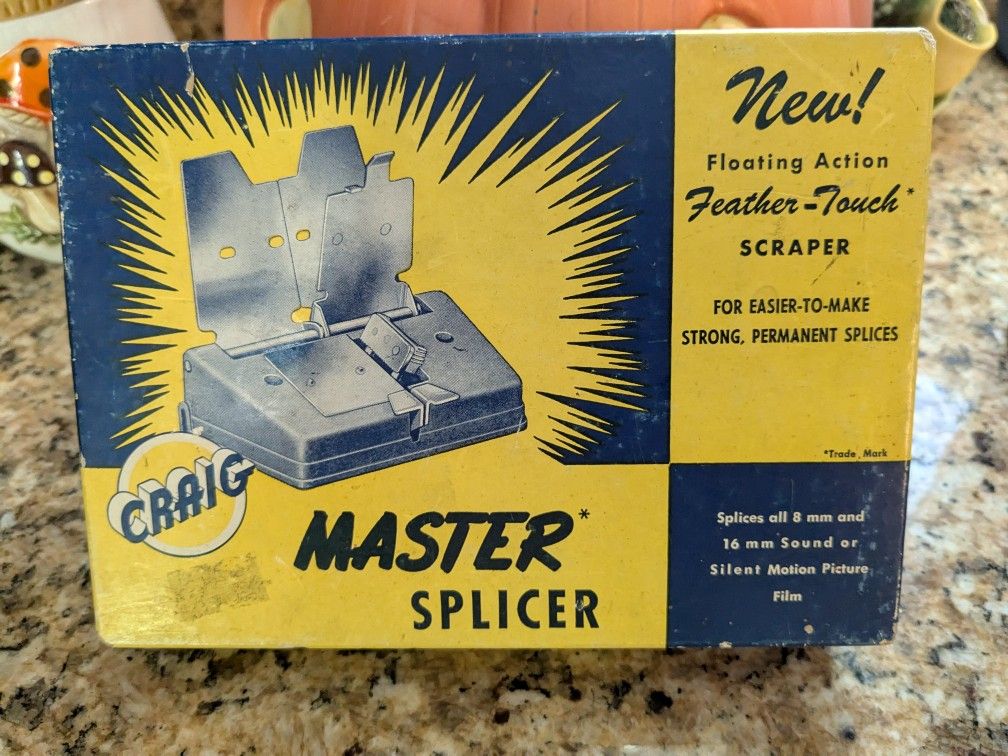 New!
Floating Action
Feather-Touch*
SCRAPER
FOR EASIER-TO-MAKE
STRONG, PERMANENT SPLICES
*Trade Mark
CRAIG
MASTER*
SPLICER
Splices all 8 mm and
16 mm Sound or
Silent Motion Picture
Film